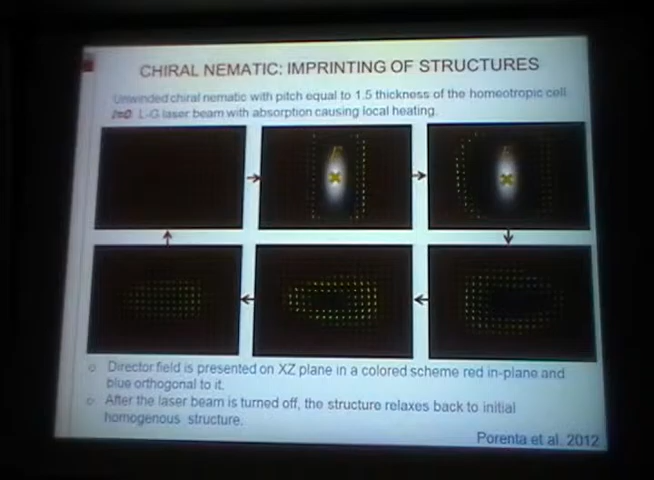 CHIRAL NEMATIC: IMPRINTING OF STRUCTURES
Unwinded chiral nematic with pitch equal to 1.5 thickness of the homeotropic cell.
l=0 L-G laser beam with absorption causing local heating.
Director field is presented on XZ plane in a colored scheme red in-plane and
blue orthogonal to it.
After the laser beam is turned off, the structure relaxes back to initial
homogenous structure.
Porenta et al. 2012